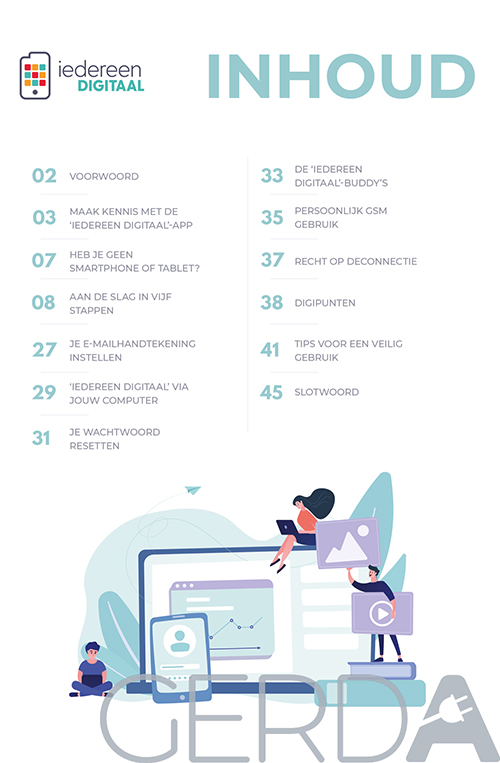 iedereen
DIGITAAL
INHOUD
02 VOORWOORD
03 MAAK KENNIS MET DE
'IEDEREEN DIGITAAL'-APP
07 HEB JE GEEN
SMARTPHONE OF TABLET?
08 AAN DE SLAG IN VIJF
STAPPEN
27 JE E-MAILHANDTEKENING
INSTELLEN
29 'IEDEREEN DIGITAAL' VIA
JOUW COMPUTER
31 JE WACHTWOORD
RESETTEN
33 DE 'IEDEREEN
DIGITAAL'-BUDDY'S
35 PERSOONLIJK GSM
GEBRUIK
37 RECHT OP DECONNECTIE
38 DIGIPUNTEN
41 TIPS VOOR EEN VEILIG
GEBRUIK
45 SLOTWOORD
GERDA